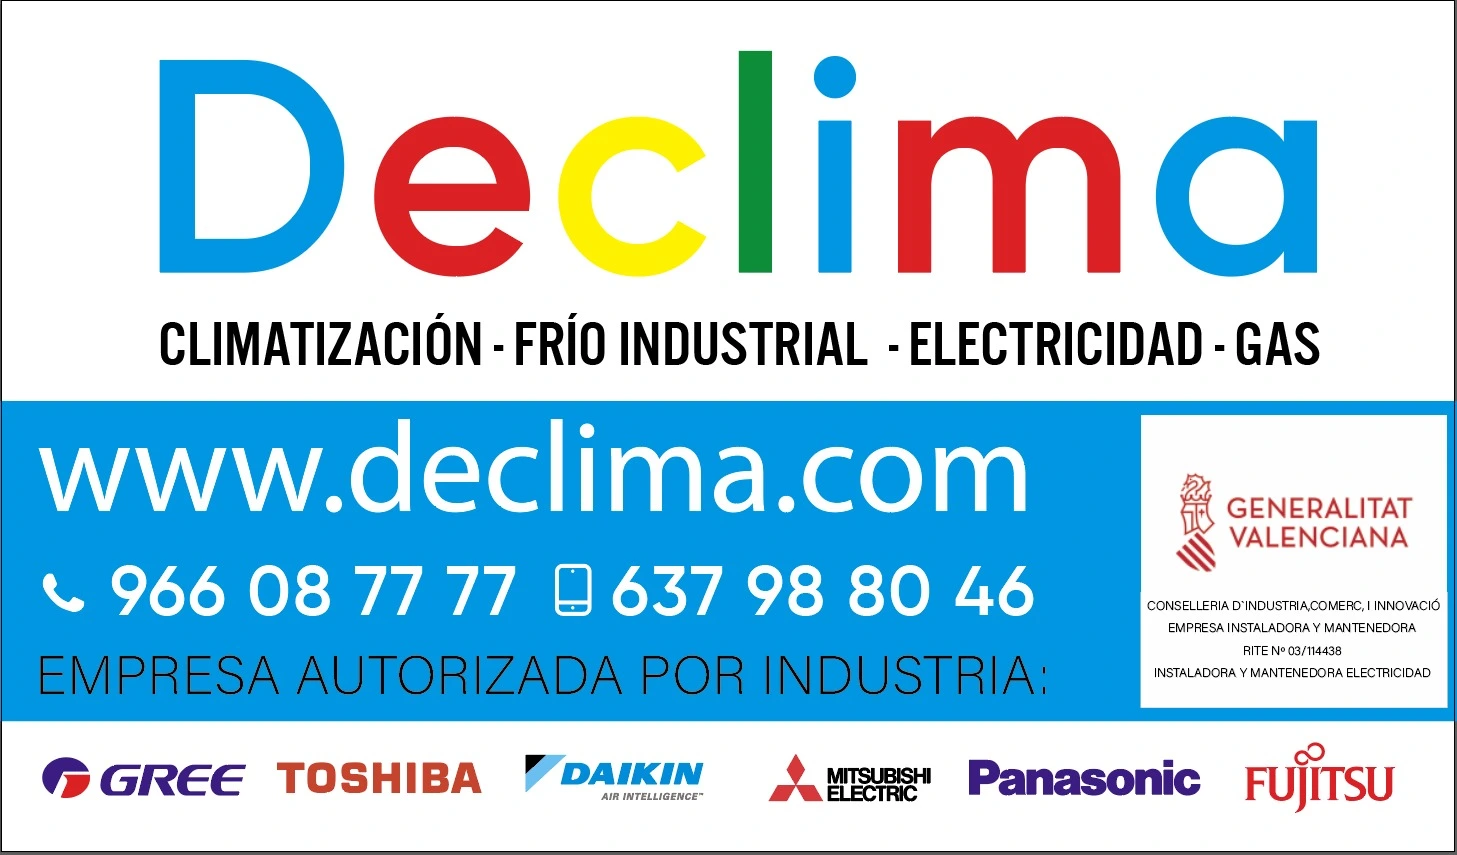 Declima
CLIMATIZACIÓN - FRÍO INDUSTRIAL - ELECTRICIDAD - GAS
www.declima.com
966 08 77 77 637 98 80 46
EMPRESA AUTORIZADA POR INDUSTRIA:
GENERALITAT
VALENCIANA
CONSELLERIA D`INDUSTRIA,COMERC, I INNOVACIÓ
EMPRESA INSTALADORA Y MANTENEDORA
RITE Nº 03/114438
INSTALADORA Y MANTENEDORA ELECTRICIDAD
GREE
TOSHIBA
DAIKIN
AIR INTELLIGENCE™
MITSUBISHI
ELECTRIC
Panasonic
FUJITSU